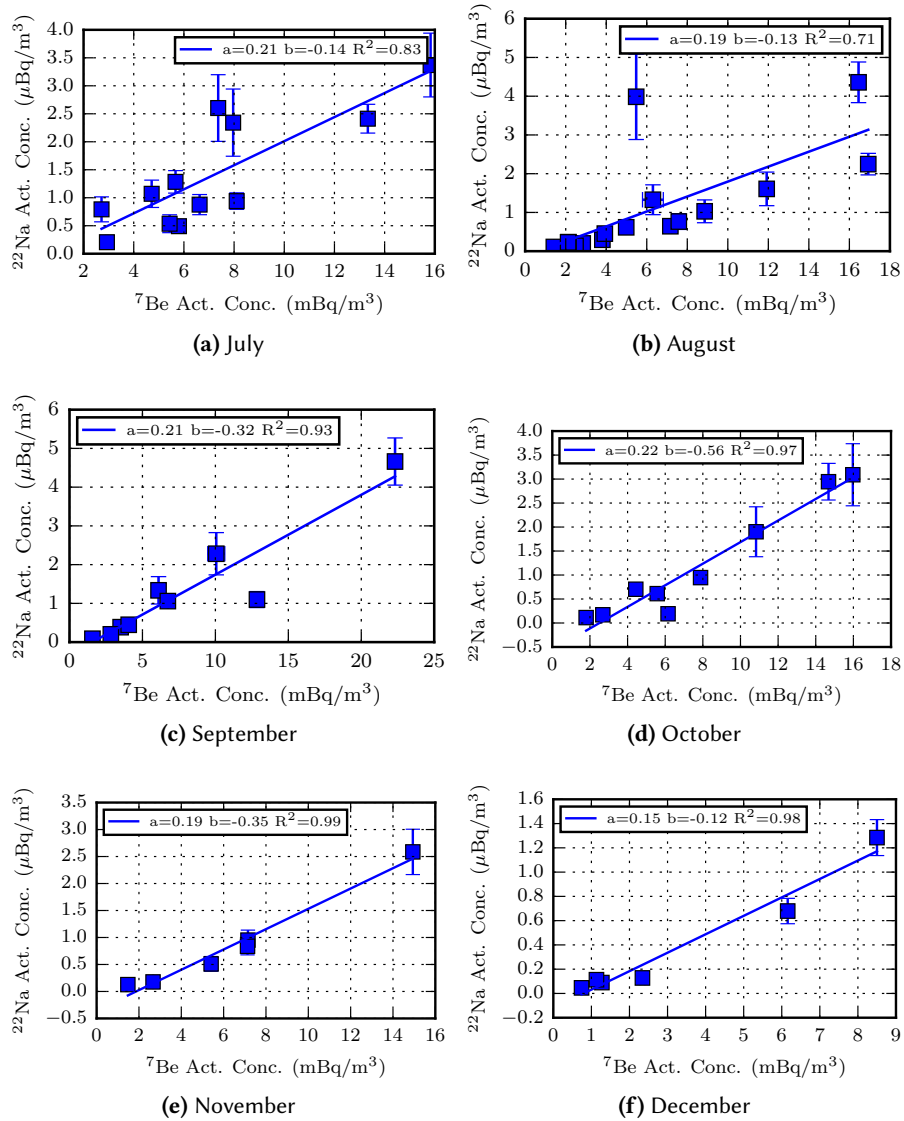 a=0.21 b=-0.14 R²=0.83
4.0
3.5
3.0
2.5
2.0
1.5
1.0
0.5
0.0
²²Na Act. Conc. (μBq/m³)
2 4 6 8 10 12 14 16
⁷Be Act. Conc. (mBq/m³)
(a) July
a=0.19 b=-0.13 R²=0.71
6
5
4
3
2
1
0
²²Na Act. Conc. (μBq/m³)
0 2 4 6 8 10 12 14 16 18
⁷Be Act. Conc. (mBq/m³)
(b) August
a=0.21 b=-0.32 R²=0.93
6
5
4
3
2
1
0
²²Na Act. Conc. (μBq/m³)
0 5 10 15 20 25
⁷Be Act. Conc. (mBq/m³)
(c) September
a=0.22 b=-0.56 R²=0.97
4.0
3.5
3.0
2.5
2.0
1.5
1.0
0.5
0.0
−0.5
²²Na Act. Conc. (μBq/m³)
0 2 4 6 8 10 12 14 16 18
⁷Be Act. Conc. (mBq/m³)
(d) October
a=0.19 b=-0.35 R²=0.99
3.5
3.0
2.5
2.0
1.5
1.0
0.5
0.0
−0.5
²²Na Act. Conc. (μBq/m³)
0 2 4 6 8 10 12 14 16
⁷Be Act. Conc. (mBq/m³)
(e) November
a=0.15 b=-0.12 R²=0.98
1.6
1.4
1.2
1.0
0.8
0.6
0.4
0.2
0.0
−0.2
²²Na Act. Conc. (μBq/m³)
0 1 2 3 4 5 6 7 8 9
⁷Be Act. Conc. (mBq/m³)
(f) December